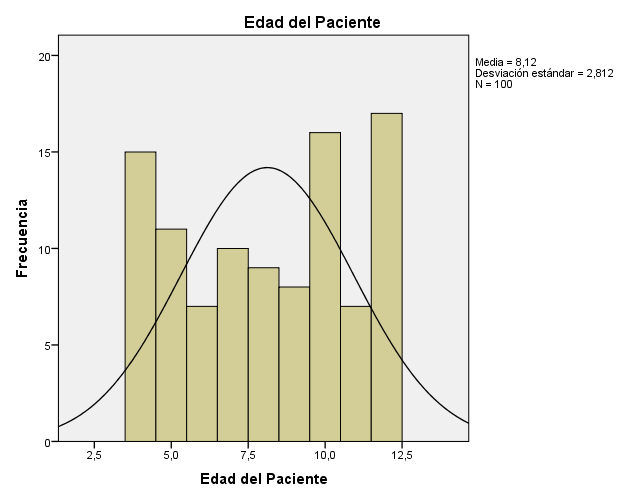 Edad del Paciente
Media = 8,12
Desviación estándar = 2,812
N = 100
20
15
10
5
0
Frecuencia
2,5 5,0 7,5 10,0 12,5
Edad del Paciente